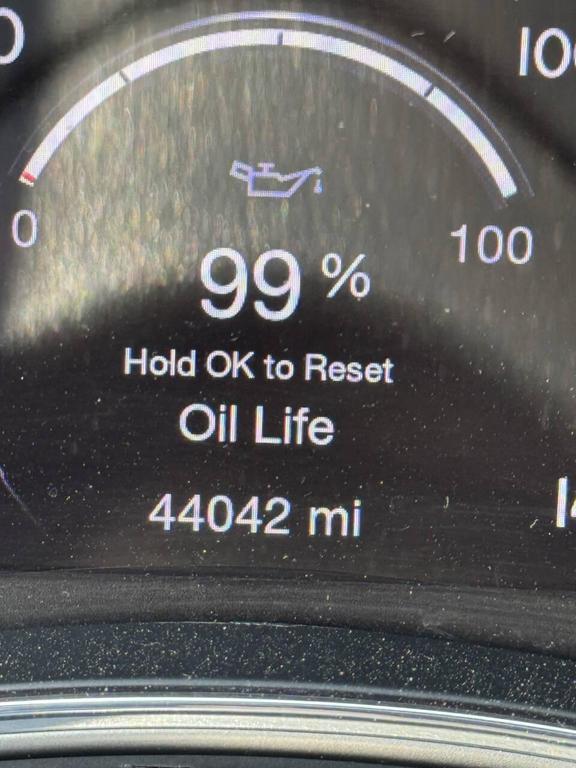 0 100
99 %
Hold OK to Reset
Oil Life
44042 mi